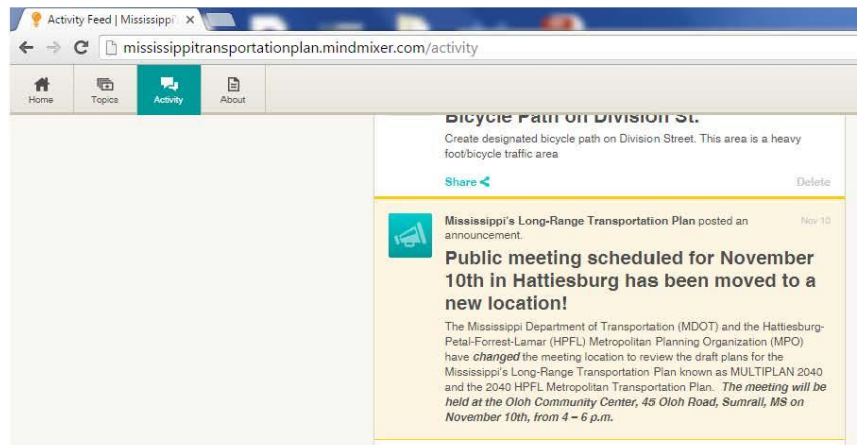 Activity Feed | Mississippi
mississippitransportationplan.mindmixer.com/activity
Home Topics Activity About
Bicycle Path on Division St.
Create designated bicycle path on Division Street. This area is a heavy
foot/bicycle traffic area
Share Delete
Mississippi's Long-Range Transportation Plan posted an Nov 10
announcement.
Public meeting scheduled for November
10th in Hattiesburg has been moved to a
new location!
The Mississippi Department of Transportation (MDOT) and the Hattiesburg-
Petal-Forrest-Lamar (HPFL) Metropolitan Planning Organization (MPO)
have changed the meeting location to review the draft plans for the
Mississippi's Long-Range Transportation Plan known as MULTIPLAN 2040
and the 2040 HPFL Metropolitan Transportation Plan. The meeting will be
held at the Oloh Community Center, 45 Oloh Road, Sumrall, MS on
November 10th, from 4 – 6 p.m.